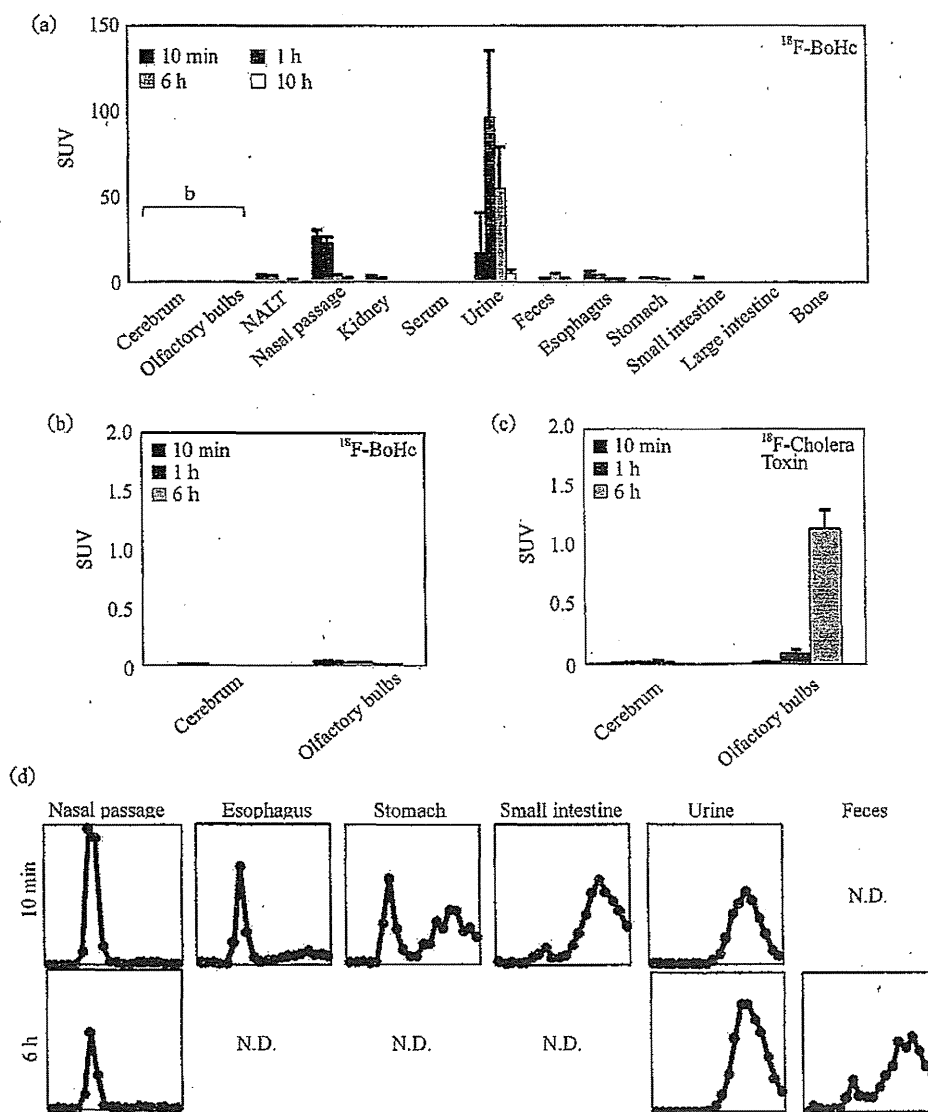 (a)
150
100
50
0
SUV
10 min
1 h
6 h
10 h
¹⁸F-BoHc
b
Cerebrum
Olfactory bulbs
NALT
Nasal passage
Kidney
Serum
Urine
Feces
Esophagus
Stomach
Small intestine
Large intestine
Bone
(b)
2.0
1.5
1.0
0.5
0
SUV
10 min
1 h
6 h
¹⁸F-BoHc
Cerebrum
Olfactory bulbs
(c)
2.0
1.5
1.0
0.5
0
SUV
10 min
1 h
6 h
¹⁸F-Cholera
Toxin
Cerebrum
Olfactory bulbs
(d)
Nasal passage Esophagus Stomach Small intestine Urine Feces
10 min
N.D.
6 h
N.D. N.D. N.D.